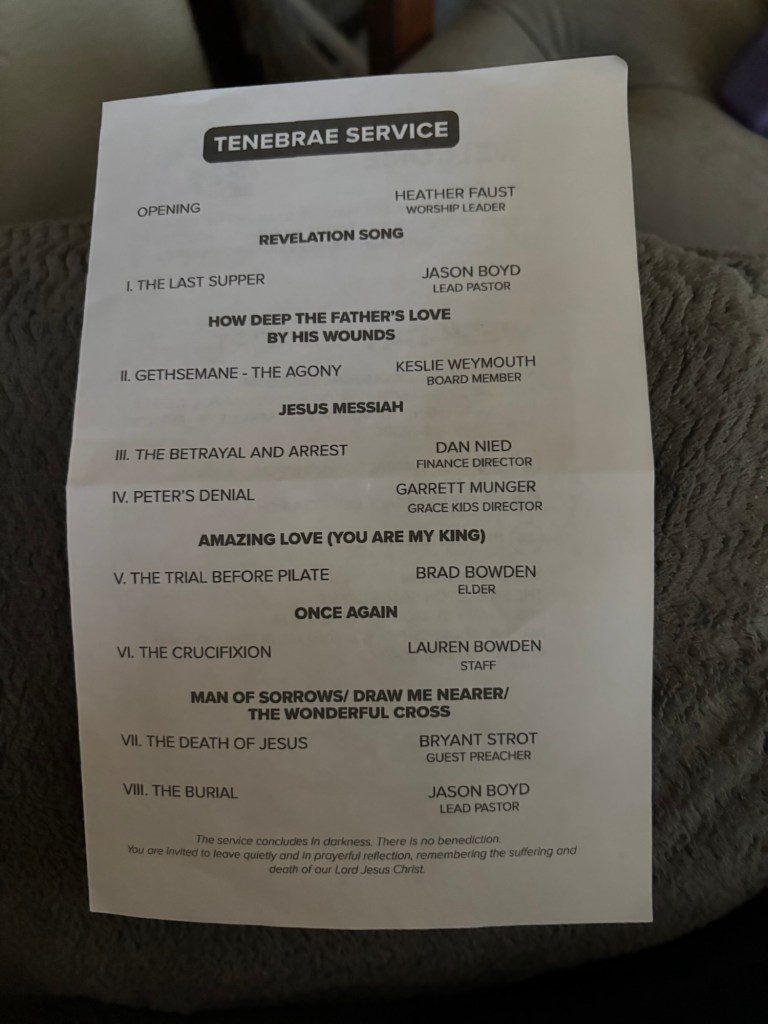 TENEBRAE SERVICE
OPENING HEATHER FAUST
WORSHIP LEADER
REVELATION SONG
I. THE LAST SUPPER JASON BOYD
LEAD PASTOR
HOW DEEP THE FATHER'S LOVE
BY HIS WOUNDS
II. GETHSEMANE - THE AGONY KESLIE WEYMOUTH
BOARD MEMBER
JESUS MESSIAH
III. THE BETRAYAL AND ARREST DAN NIED
FINANCE DIRECTOR
IV. PETER'S DENIAL GARRETT MUNGER
GRACE KIDS DIRECTOR
AMAZING LOVE (YOU ARE MY KING)
V. THE TRIAL BEFORE PILATE BRAD BOWDEN
ELDER
ONCE AGAIN
VI. THE CRUCIFIXION LAUREN BOWDEN
STAFF
MAN OF SORROWS/ DRAW ME NEARER/
THE WONDERFUL CROSS
VII. THE DEATH OF JESUS BRYANT STROT
GUEST PREACHER
VIII. THE BURIAL JASON BOYD
LEAD PASTOR
The service concludes in darkness. There is no benediction.
You are invited to leave quietly and in prayerful reflection, remembering the suffering and
death of our Lord Jesus Christ.